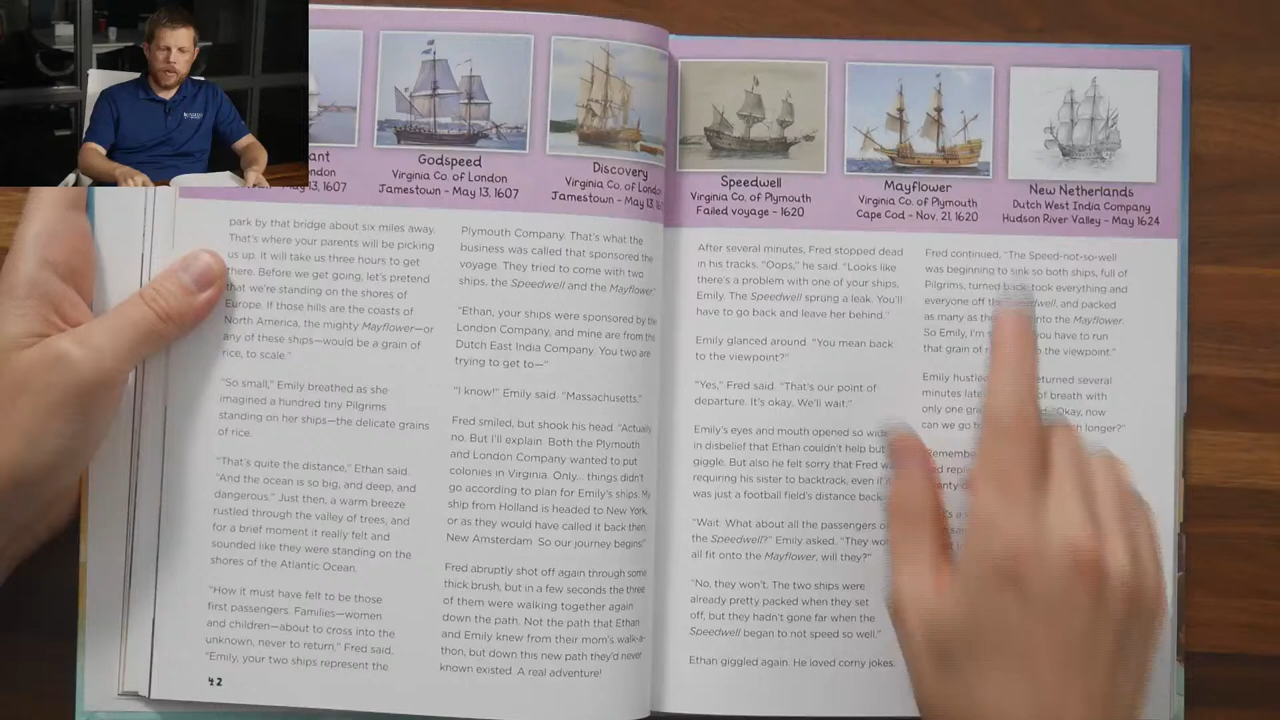 ant
ndon
13, 1607
Godspeed
Virginia Co. of London
Jamestown - May 13, 1607
Discovery
Virginia Co. of Londo
Jamestown - May 13, 16
Speedwell
Virginia Co. of Plymouth
Failed voyage - 1620
Mayflower
Virginia Co. of Plymouth
Cape Cod - Nov. 21, 1620
New Netherlands
Dutch West India Company
Hudson River Valley - May 1624
park by that bridge about six miles away.
That's where your parents will be picking
us up. It will take us three hours to get
there. Before we get going, let's pretend
that we're standing on the shores of
Europe. If those hills are the coasts of
North America, the mighty Mayflower—or
any of these ships—would be a grain of
rice, to scale."
"So small," Emily breathed as she
imagined a hundred tiny Pilgrims
standing on her ships—the delicate grains
of rice.
"That's quite the distance," Ethan said.
"And the ocean is so big, and deep, and
dangerous." Just then, a warm breeze
rustled through the valley of trees, and
for a brief moment it really felt and
sounded like they were standing on the
shores of the Atlantic Ocean.
"How it must have felt to be those
first passengers. Families—women
and children—about to cross into the
unknown, never to return," Fred said.
"Emily, your two ships represent the
42
Plymouth Company. That's what the
business was called that sponsored the
voyage. They tried to come with two
ships, the Speedwell and the Mayflower."
"Ethan, your ships were sponsored by the
London Company, and mine are from the
Dutch East India Company. You two are
trying to get to—"
"I know!" Emily said. "Massachusetts."
Fred smiled, but shook his head. "Actually
no. But I'll explain. Both the Plymouth
and London Company wanted to put
colonies in Virginia. Only... things didn't
go according to plan for Emily's ships. My
ship from Holland is headed to New York,
or as they would have called it back then,
New Amsterdam. So our journey begins."
Fred abruptly shot off again through some
thick brush, but in a few seconds the three
of them were walking together again
down the path. Not the path that Ethan
and Emily knew from their mom's walk-a-
thon, but down this new path they'd never
known existed. A real adventure!
After several minutes, Fred stopped dead
in his tracks. "Oops," he said. "Looks like
there's a problem with one of your ships,
Emily. The Speedwell sprung a leak. You'll
have to go back and leave her behind."
Emily glanced around. "You mean back
to the viewpoint?"
"Yes," Fred said. "That's our point of
departure. It's okay. We'll wait."
Emily's eyes and mouth opened so wide
in disbelief that Ethan couldn't help but
giggle. But also he felt sorry that Fred w
requiring his sister to backtrack, even if i
was just a football field's distance back.
"Wait. What about all the passengers o
the Speedwell?" Emily asked. "They wo
all fit onto the Mayflower, will they?"
"No, they won't. The two ships were
already pretty packed when they set
off, but they hadn't gone far when the
Speedwell began to not speed so well."
Ethan giggled again. He loved corny jokes.
Fred continued. "The Speed-not-so-well
was beginning to sink so both ships, full of
Pilgrims, turned back, took everything and
everyone off the Speedwell, and packed
as many as the nto the Mayflower.
So Emily, I'm s you have to run
that grain of r o the viewpoint."
Emily hustle eturned several
minutes late of breath with
only one gra "Okay, now
can we go h longer?"
Remembe